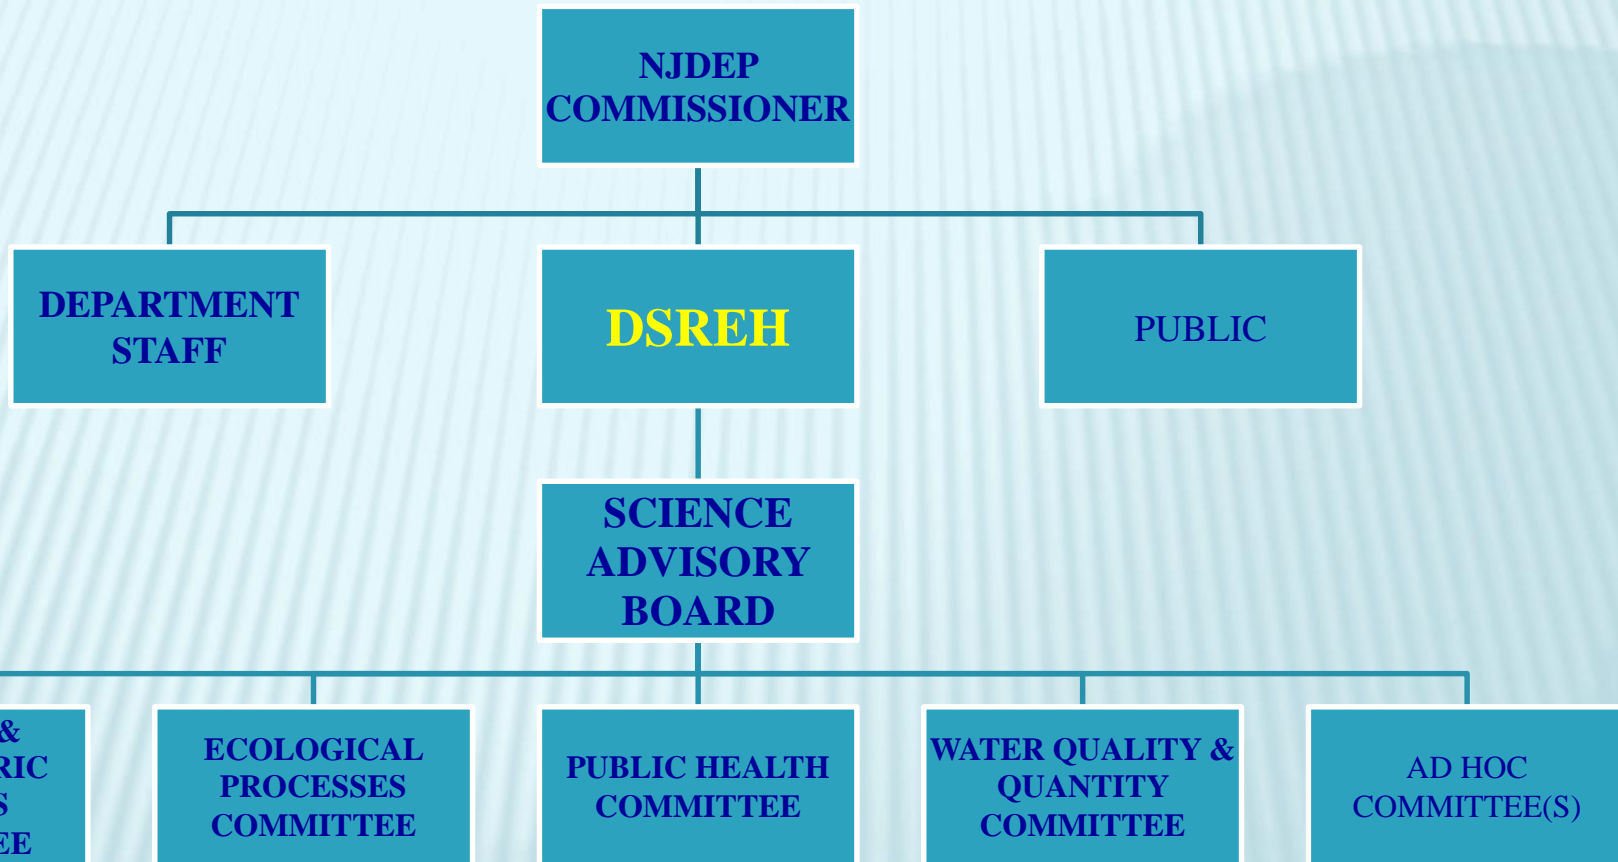 NJDEP
COMMISSIONER
DEPARTMENT
STAFF
DSREH
PUBLIC
SCIENCE
ADVISORY
BOARD
&
ECOLOGICAL
PROCESSES
COMMITTEE
PUBLIC HEALTH
COMMITTEE
WATER QUALITY &
QUANTITY
COMMITTEE
AD HOC
COMMITTEE(S)